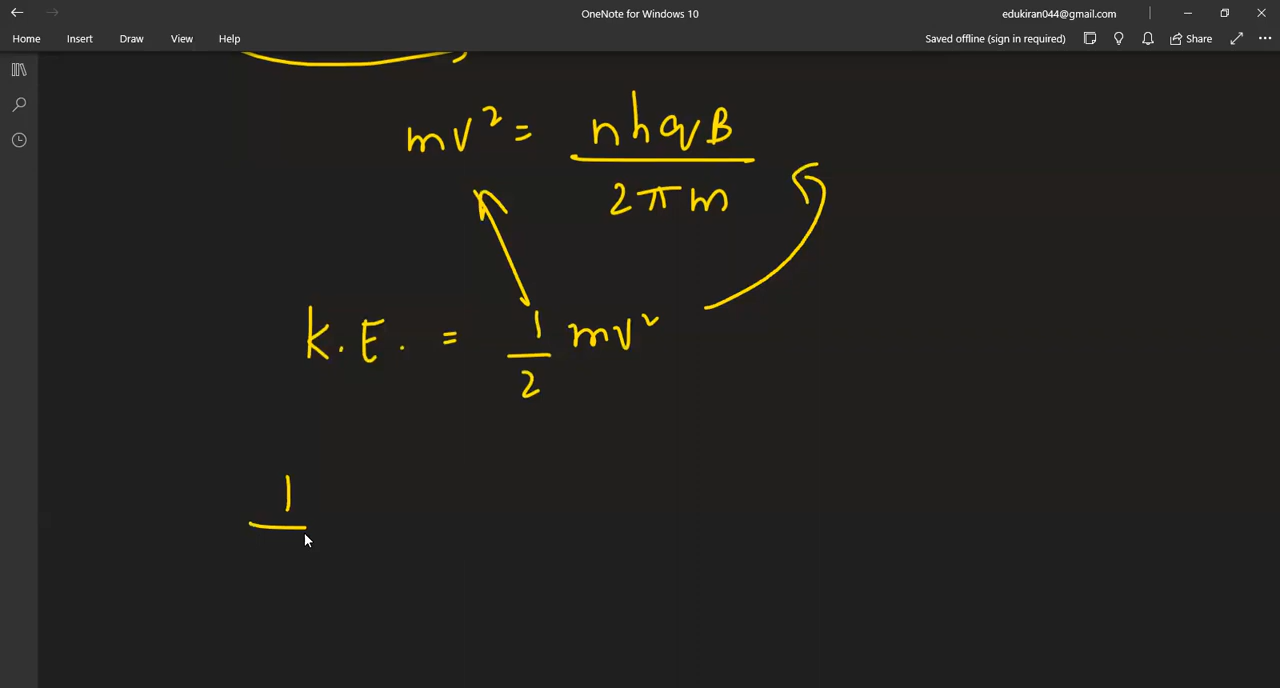 OneNote for Windows 10
edukiran044@gmail.com
Home Insert Draw View Help
Saved offline (sign in required) Share
mv² = nhqB / 2πm
K.E. = 1/2 mv²
1